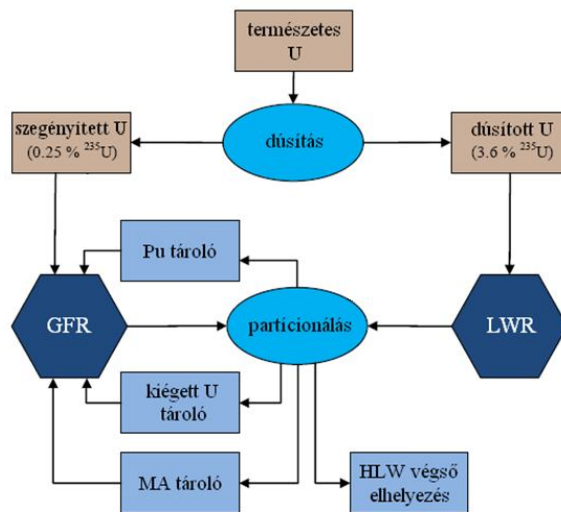 természetes
U
szegényített U
(0.25 % ²³⁵U)
dúsítás
dúsított U
(3.6 % ²³⁵U)
Pu tároló
GFR
partícionálás
LWR
kiégett U
tároló
MA tároló
HLW végső
elhelyezés